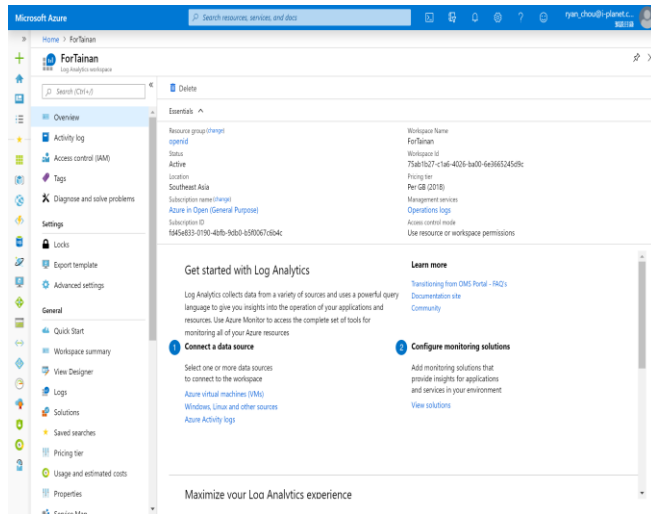 Microsoft Azure
Search resources, services, and docs
ryan_chou@i-planet.c...
Home > ForTainan
ForTainan
Log Analytics workspace
Search (Ctrl+/)
Delete
Overview
Activity log
Access control (IAM)
Tags
Diagnose and solve problems
Settings
Locks
Export template
Advanced settings
General
Quick Start
Workspace summary
View Designer
Logs
Solutions
Saved searches
Pricing tier
Usage and estimated costs
Properties
Service Map
Essentials
Resource group (change)
openid
Status
Active
Location
Southeast Asia
Subscription name (change)
Azure in Open (General Purpose)
Subscription ID
fd45e833-0190-4bfb-9db0-b5f0067c6b4c
Workspace Name
ForTainan
Workspace Id
75ab1b27-c1a6-4026-ba00-6e3665245d9c
Pricing tier
Per GB (2018)
Management services
Operations logs
Access control mode
Use resource or workspace permissions
Get started with Log Analytics
Log Analytics collects data from a variety of sources and uses a powerful query
language to give you insights into the operation of your applications and
resources. Use Azure Monitor to access the complete set of tools for
monitoring all of your Azure resources
Learn more
Transitioning from OMS Portal - FAQ's
Documentation site
Community
1 Connect a data source
Select one or more data sources
to connect to the workspace
Azure virtual machines (VMs)
Windows, Linux and other sources
Azure Activity logs
2 Configure monitoring solutions
Add monitoring solutions that
provide insights for applications
and services in your environment
View solutions
Maximize your Log Analytics experience